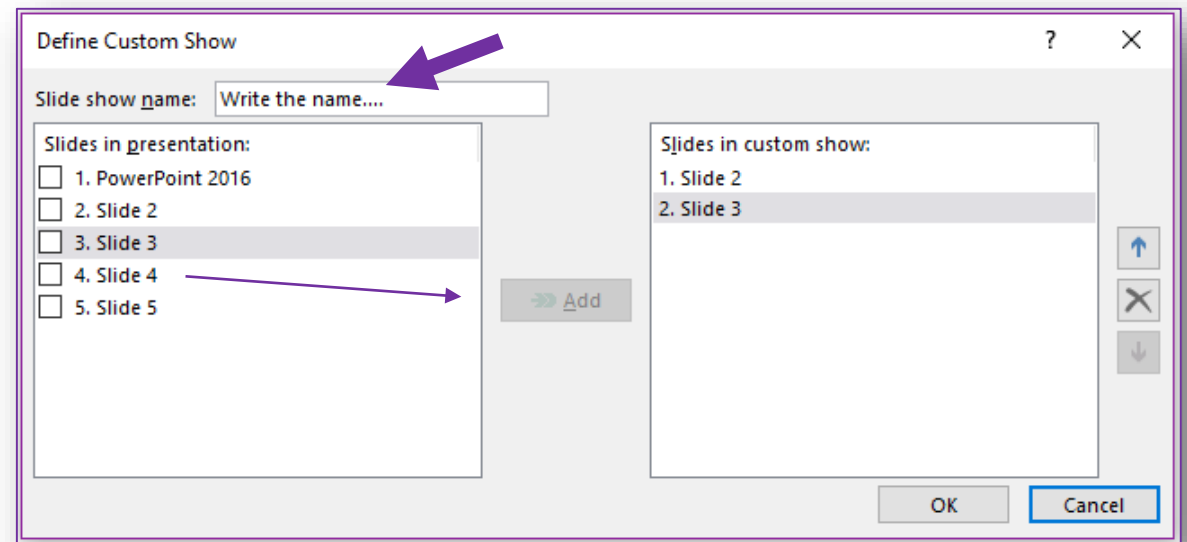 Define Custom Show
?
Slide show name: Write the name....
Slides in presentation:
1. PowerPoint 2016
2. Slide 2
3. Slide 3
4. Slide 4
5. Slide 5
Add
Slides in custom show:
1. Slide 2
2. Slide 3
OK
Cancel